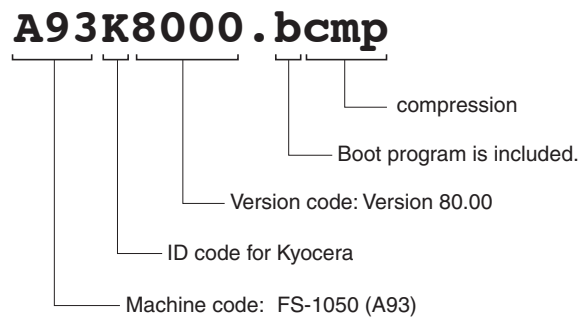 A93K8000.bcmp
compression
Boot program is included.
Version code: Version 80.00
ID code for Kyocera
Machine code: FS-1050 (A93)